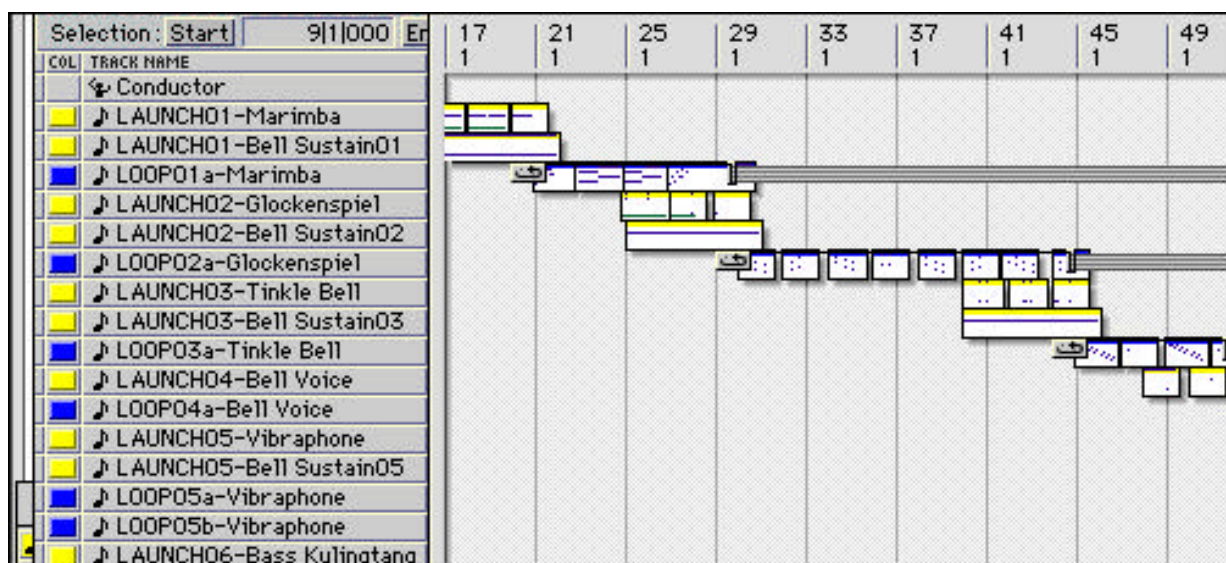 Selection: Start 9|1|000 En
17 21 25 29 33 37 41 45 49
1 1 1 1 1 1 1 1 1
COL TRACK NAME
Conductor
LAUNCH01-Marimba
LAUNCH01-Bell Sustain01
LOOP01a-Marimba
LAUNCH02-Glockenspiel
LAUNCH02-Bell Sustain02
LOOP02a-Glockenspiel
LAUNCH03-Tinkle Bell
LAUNCH03-Bell Sustain03
LOOP03a-Tinkle Bell
LAUNCH04-Bell Voice
LOOP04a-Bell Voice
LAUNCH05-Vibraphone
LAUNCH05-Bell Sustain05
LOOP05a-Vibraphone
LOOP05b-Vibraphone
LAUNCH06-Bass Kulingtang